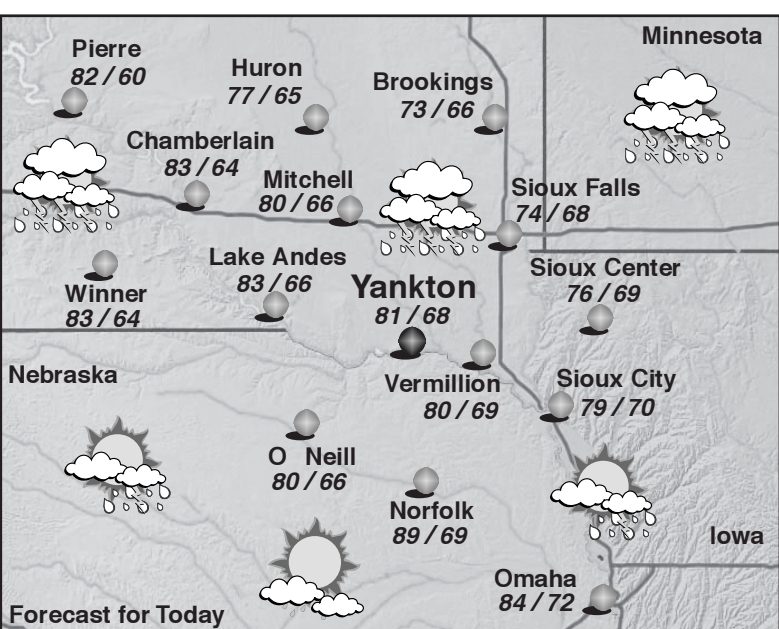 Minnesota
Pierre
82 / 60
Huron
77 / 65
Brookings
73 / 66
Chamberlain
83 / 64
Mitchell
80 / 66
Sioux Falls
74 / 68
Winner
83 / 64
Lake Andes
83 / 66
Yankton
81 / 68
Sioux Center
76 / 69
Nebraska
Vermillion
80 / 69
Sioux City
79 / 70
O Neill
80 / 66
Norfolk
89 / 69
Iowa
Omaha
84 / 72
Forecast for Today